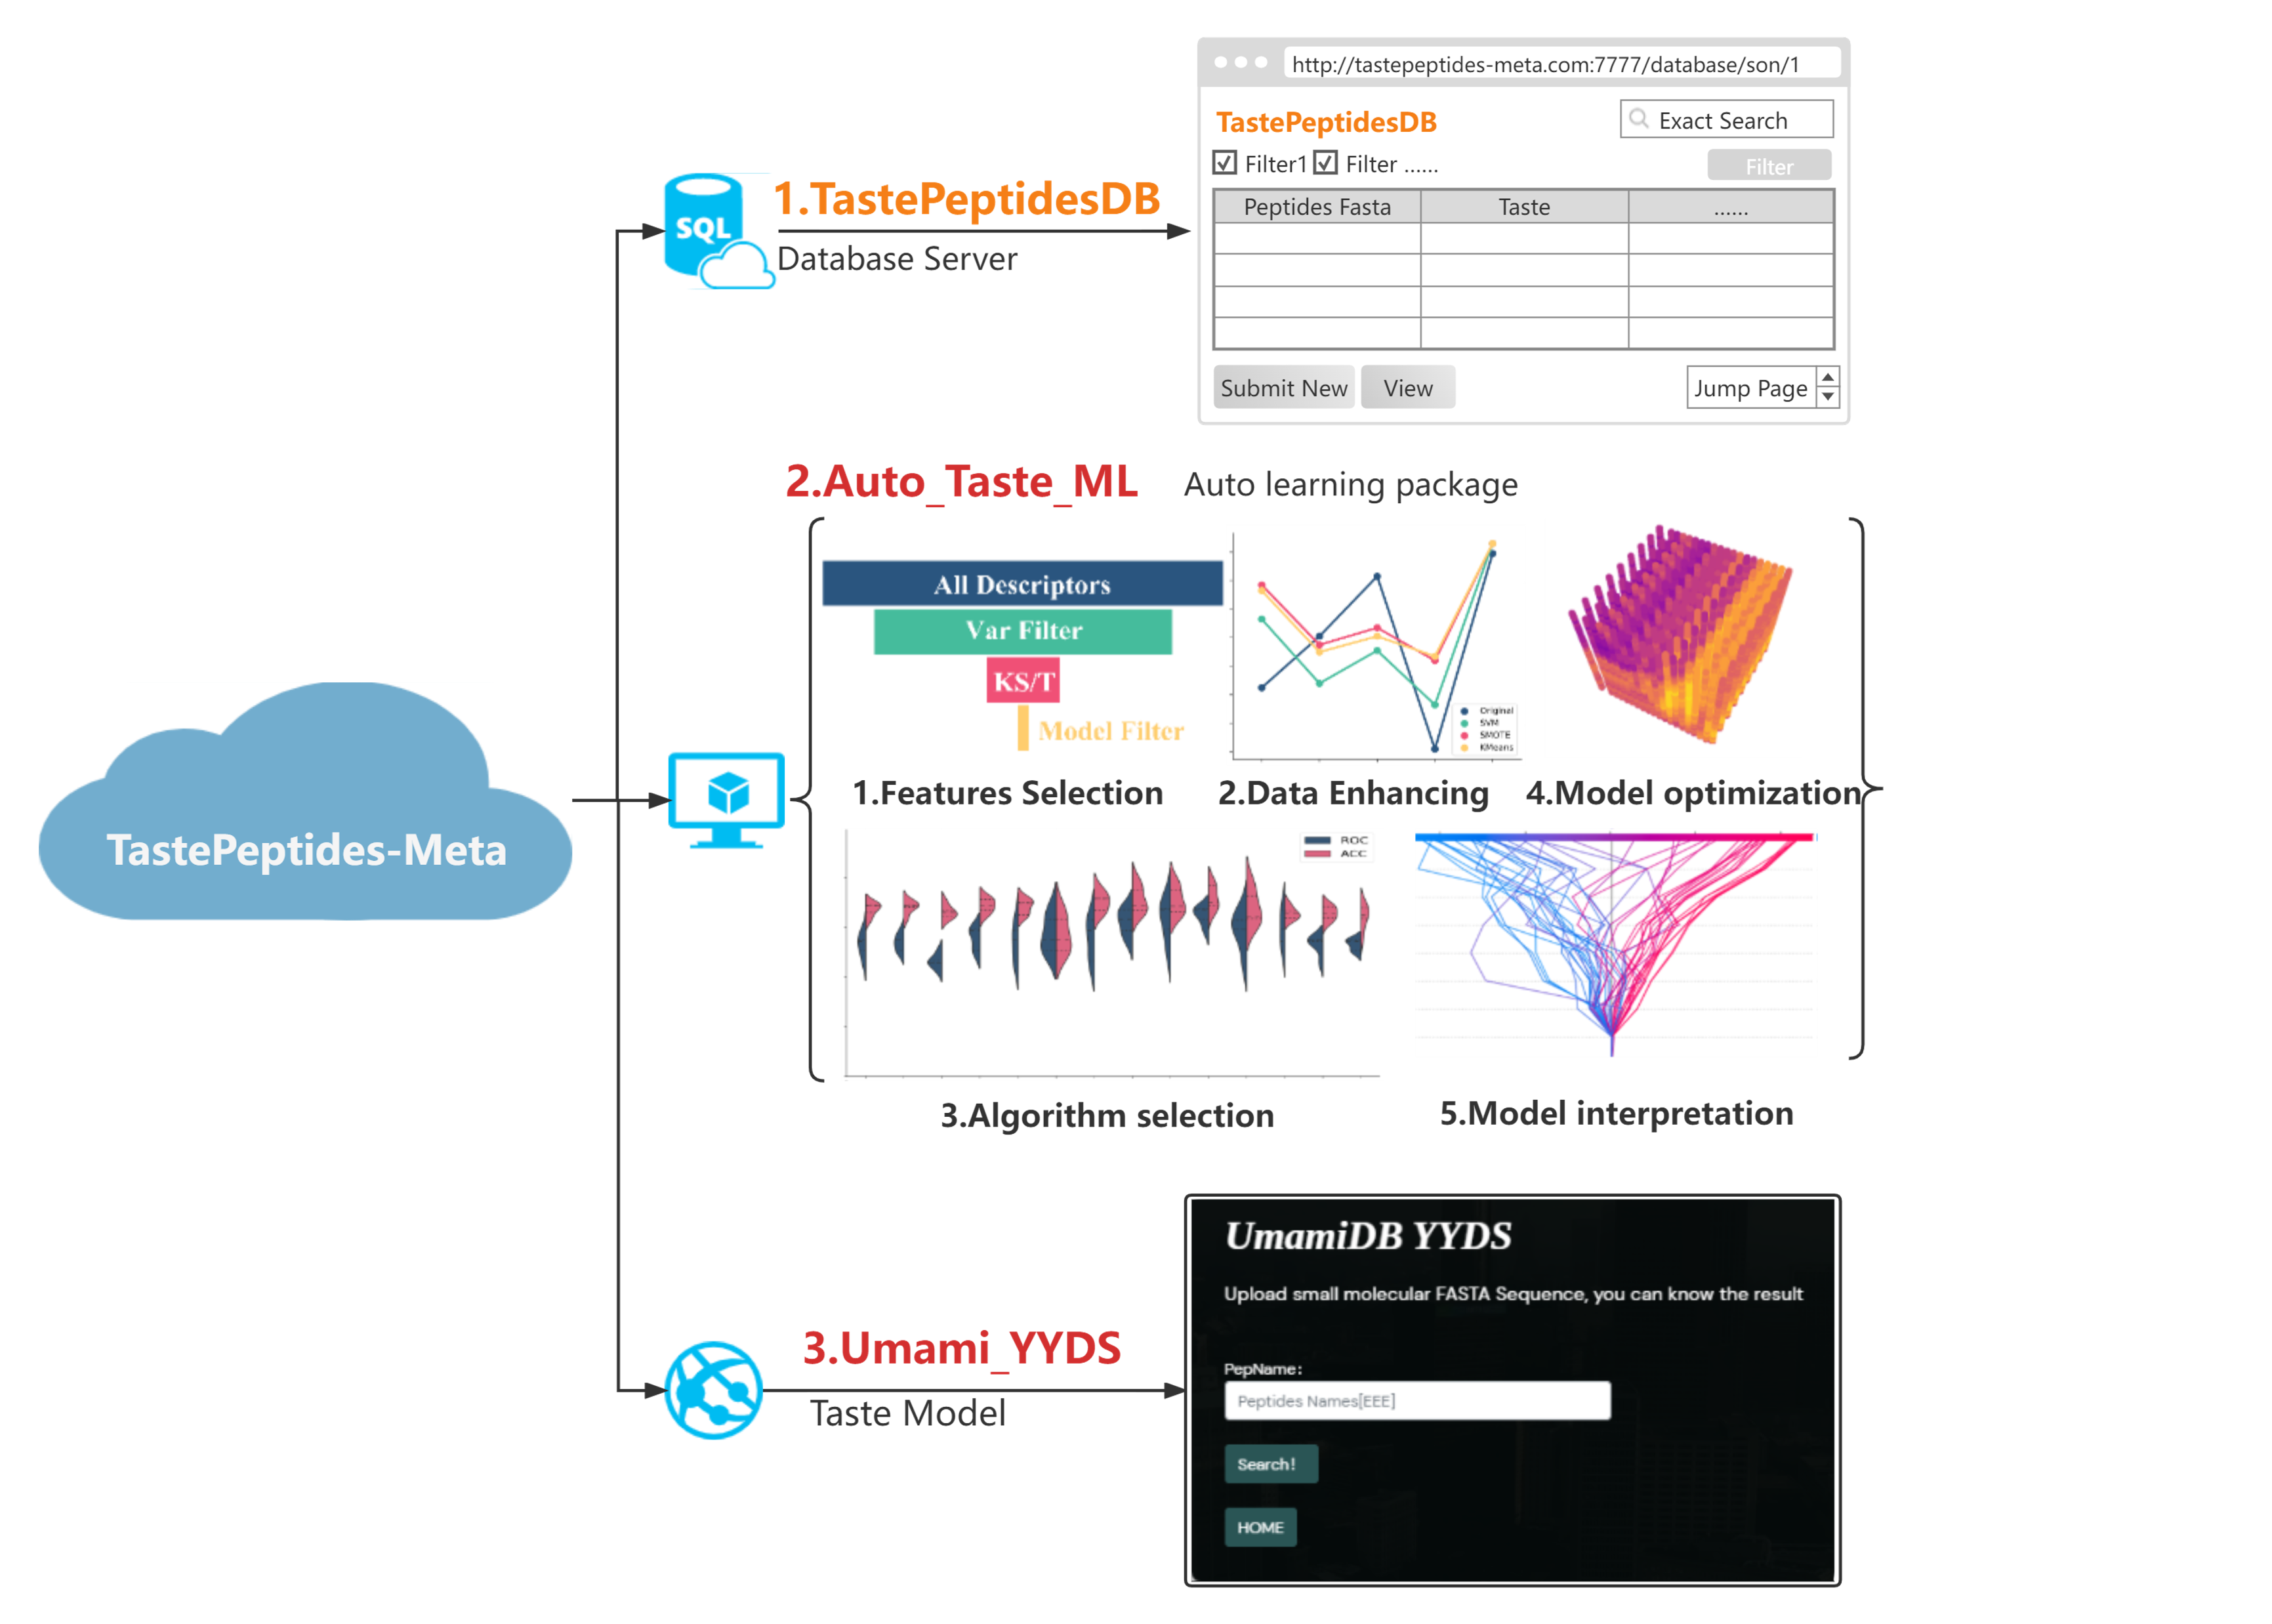 http://tastepeptides-meta.com:7777/database/son/1
TastePeptidesDB
Exact Search
Filter1 Filter ......
Filter
Peptides Fasta Taste ......
Submit New View Jump Page
SQL
1.TastePeptidesDB
Database Server
2.Auto_Taste_ML Auto learning package
All Descriptors
Var Filter
KS/T
Model Filter
Original
SVM
SMOTE
KMeans
1.Features Selection 2.Data Enhancing 4.Model optimization
TastePeptides-Meta
ROC
ACC
3.Algorithm selection 5.Model interpretation
3.Umami_YYDS
Taste Model
UmamiDB YYDS
Upload small molecular FASTA Sequence, you can know the result
PepName:
Peptides Names[EEE]
Search!
HOME